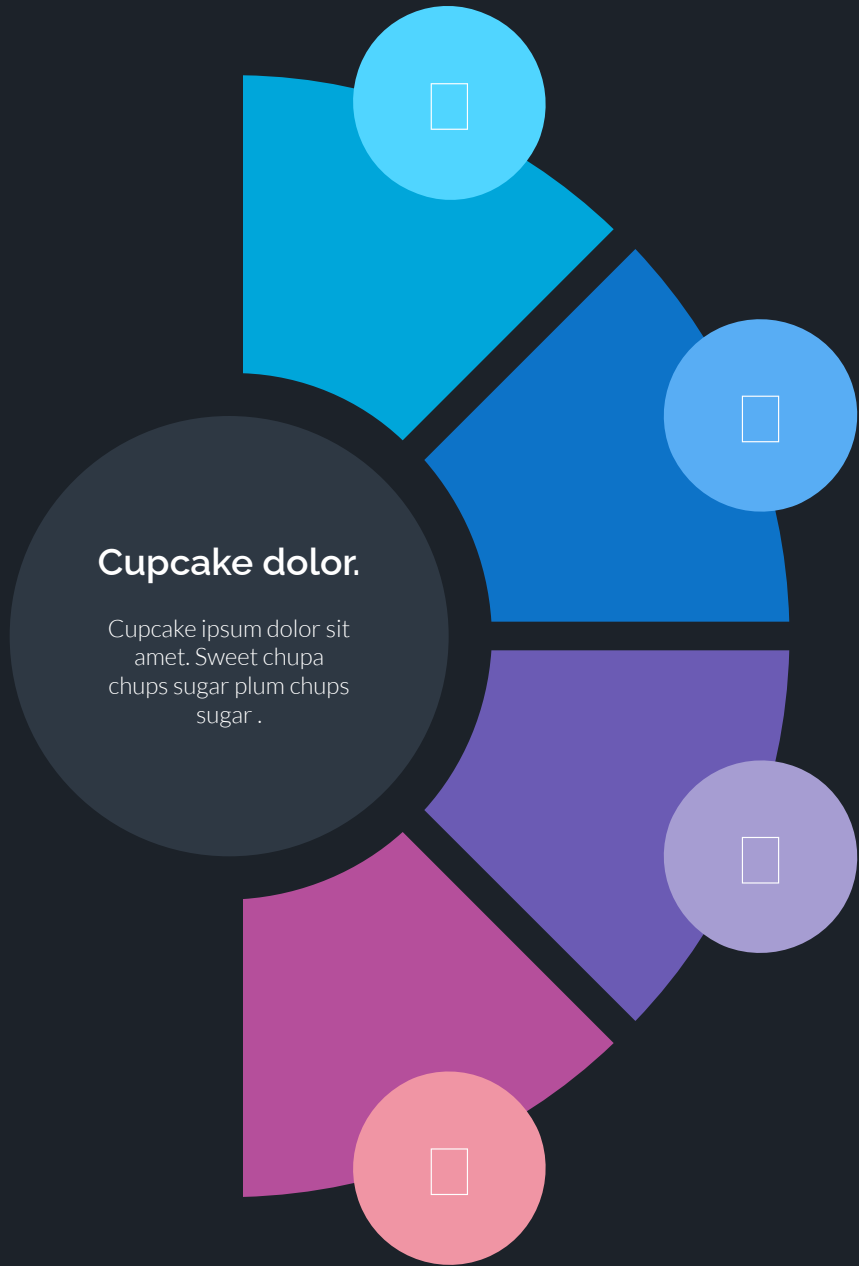 Cupcake dolor.
Cupcake ipsum dolor sit
amet. Sweet chupa
chups sugar plum chups
sugar .